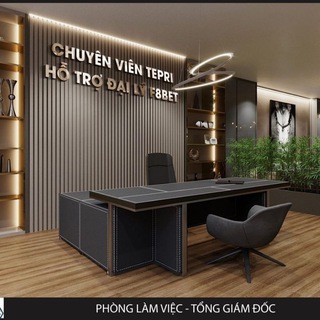 CHUYÊN VIÊN TEPRI
HỖ TRỢ ĐẠI LÝ F8BET
PHÒNG LÀM VIỆC - TỔNG GIÁM ĐỐC